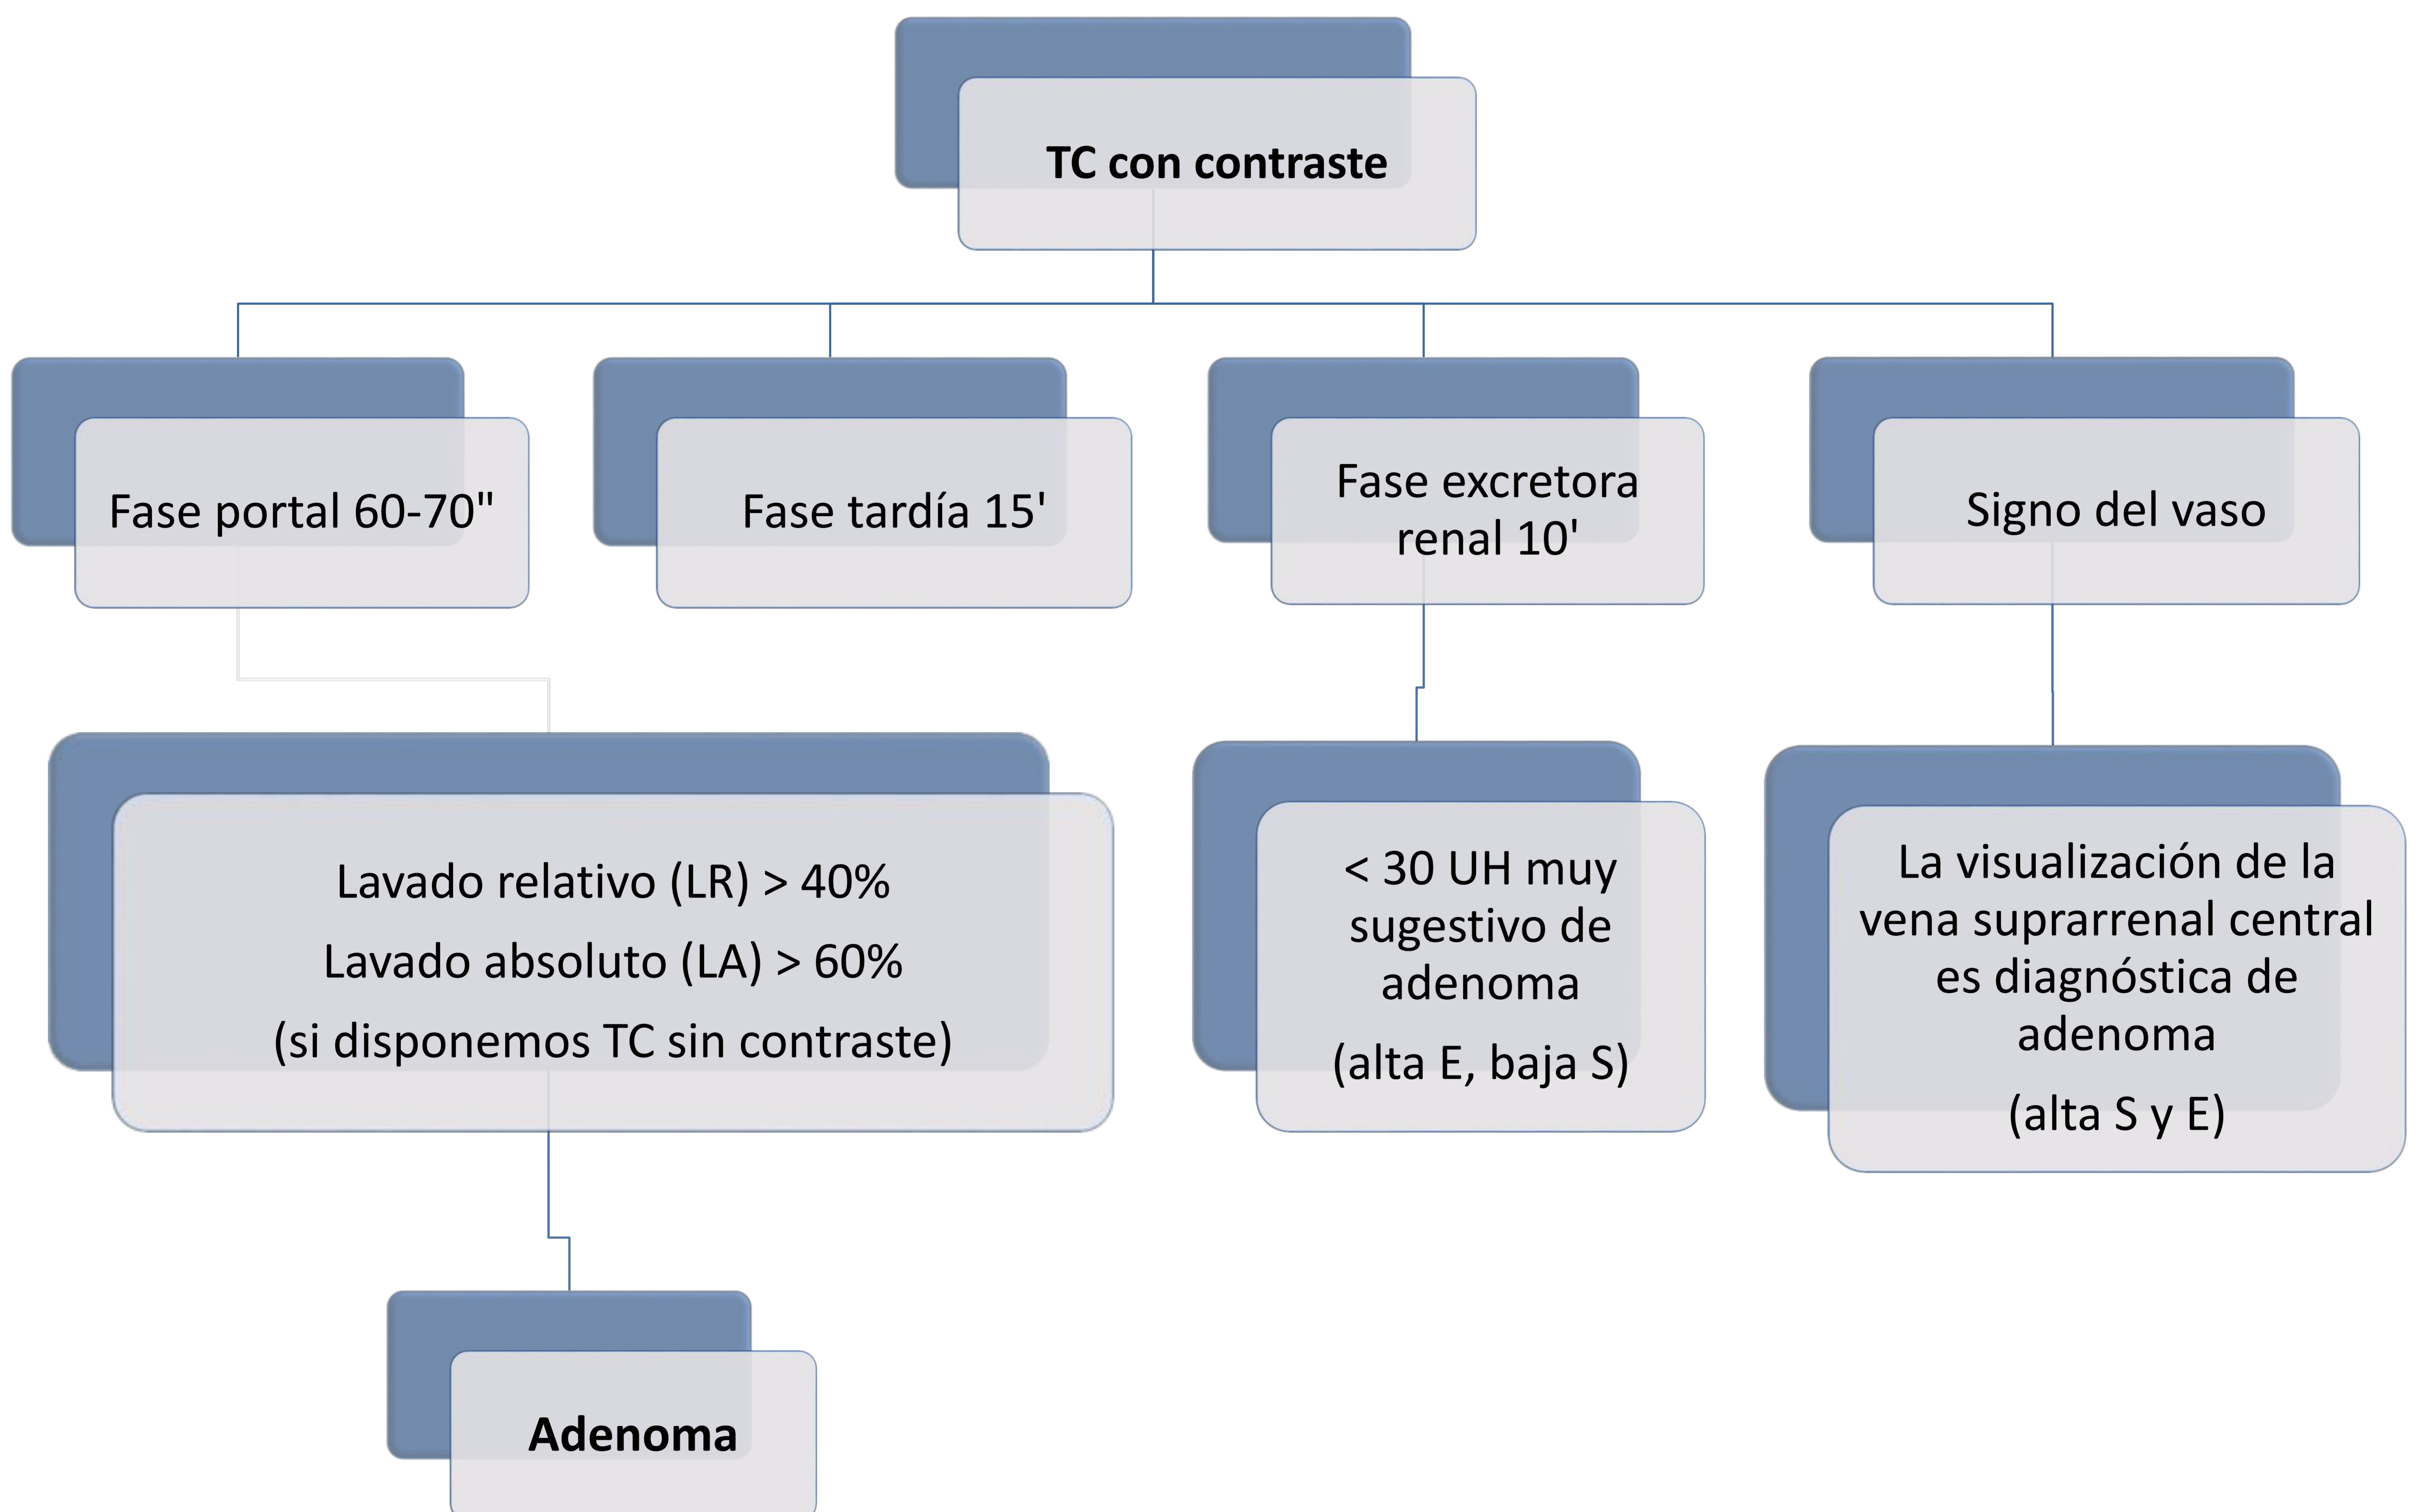 TC con contraste
Fase portal 60-70"
Fase tardía 15'
Fase excretora
renal 10'
Signo del vaso
Lavado relativo (LR) > 40%
Lavado absoluto (LA) > 60%
(si disponemos TC sin contraste)
< 30 UH muy
sugestivo de
adenoma
(alta E, baja S)
La visualización de la
vena suprarrenal central
es diagnóstica de
adenoma
(alta S y E)
Adenoma